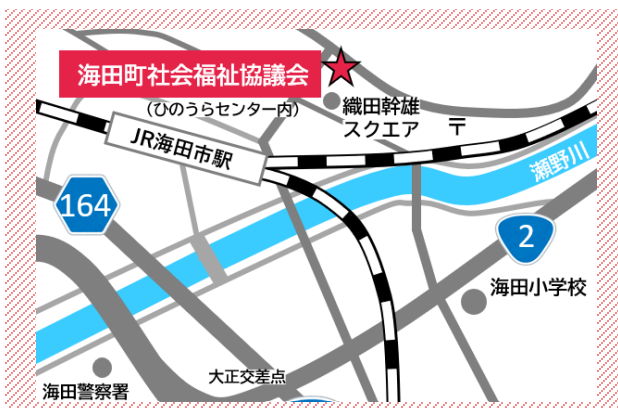 海田町社会福祉協議会
(ひのうらセンター内)
織田幹雄
スクエア
〒
JR海田市駅
瀬野川
164
2
海田小学校
大正交差点
海田警察署